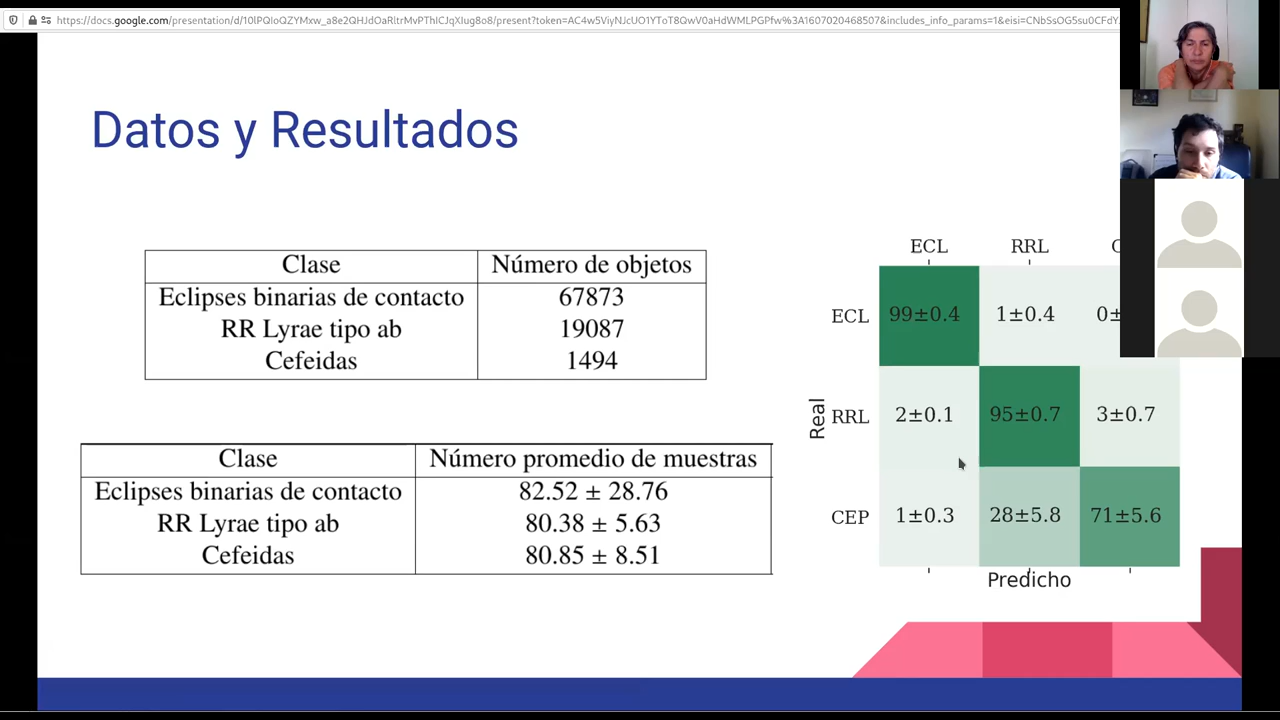 https://docs.google.com/presentation/d/10lPQIoQZYMxw_a8e2QHJdOaRltrMvPThICJqXIug8o8/present?token=AC4w5ViyNJcUO1YToT8QwV0aHdWMLPGPfw%3A1607020468507&includes_info_params=1&eisi=CNbSsOG5su0CFdY
Datos y Resultados
Clase Número de objetos
Eclipses binarias de contacto 67873
RR Lyrae tipo ab 19087
Cefeidas 1494
Clase Número promedio de muestras
Eclipses binarias de contacto 82.52 ± 28.76
RR Lyrae tipo ab 80.38 ± 5.63
Cefeidas 80.85 ± 8.51
ECL RRL
ECL 99±0.4 1±0.4 0±
Real
RRL 2±0.1 95±0.7 3±0.7
CEP 1±0.3 28±5.8 71±5.6
Predicho